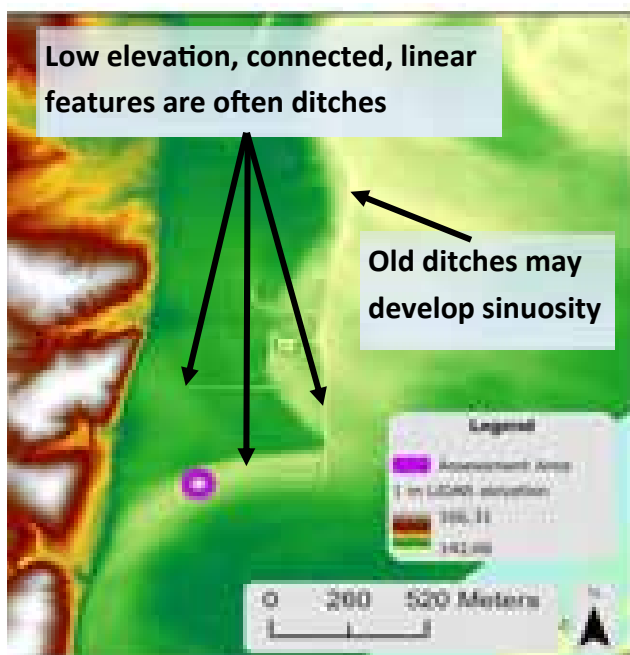 Low elevation, connected, linear
features are often ditches
Old ditches may
develop sinuosity
Legend
Assessment Area
1 m LiDAR elevation
0 260 520 Meters
N